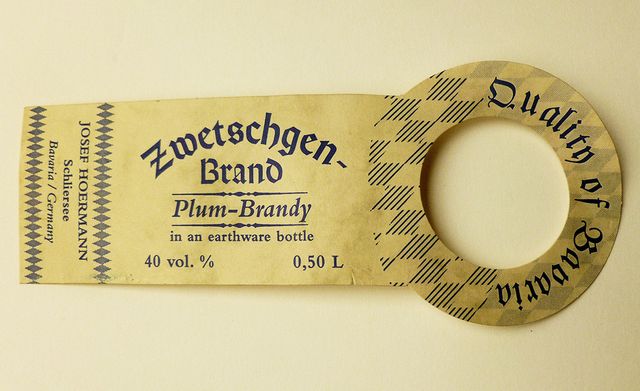 JOSEF HOERMANN
Schliersee
Bavaria / Germany
Zwetschgen-
Brand
Plum-Brandy
in an earthware bottle
40 vol. % 0,50 L
Quality of Bavaria